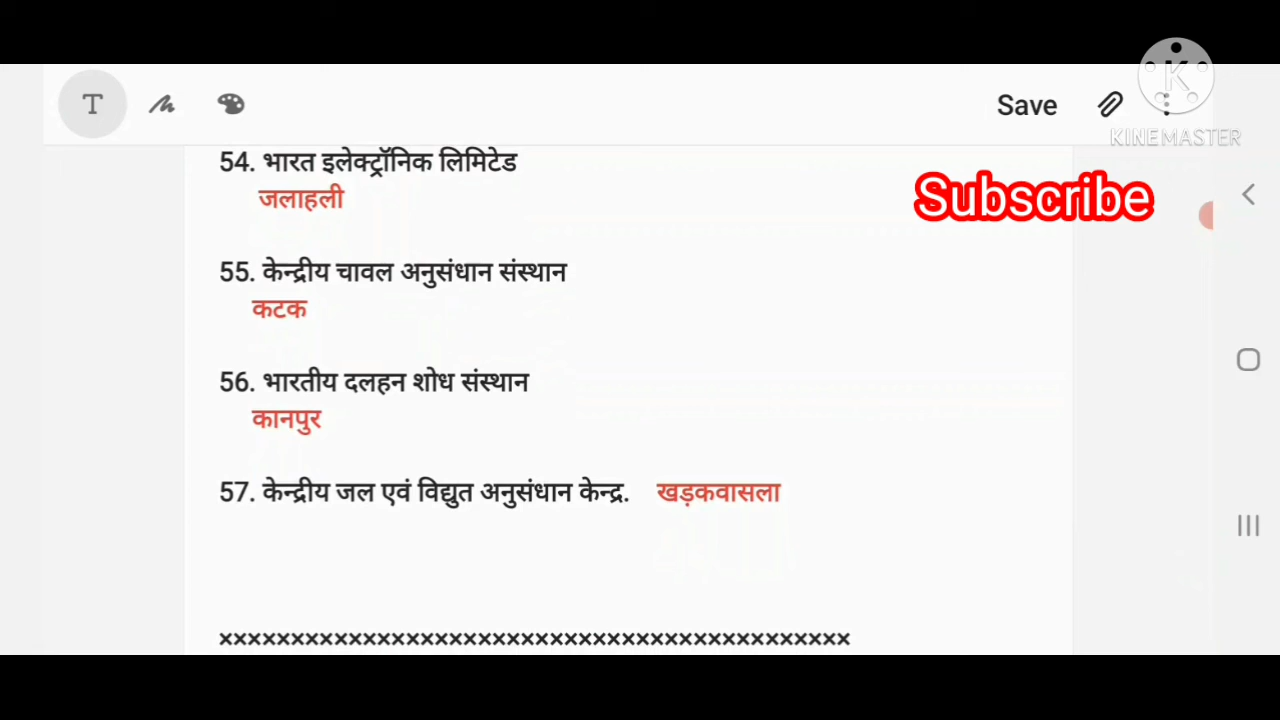 T
Save
KINEMASTER
54. भारत इलेक्ट्रॉनिक लिमिटेड
Subscribe
जलाहली
55. केन्द्रीय चावल अनुसंधान संस्थान
कटक
56. भारतीय दलहन शोध संस्थान
कानपुर
57. केन्द्रीय जल एवं विद्युत अनुसंधान केन्द्र. खड़कवासला
××××××××××××××××××××××××××××××××××××××××××××